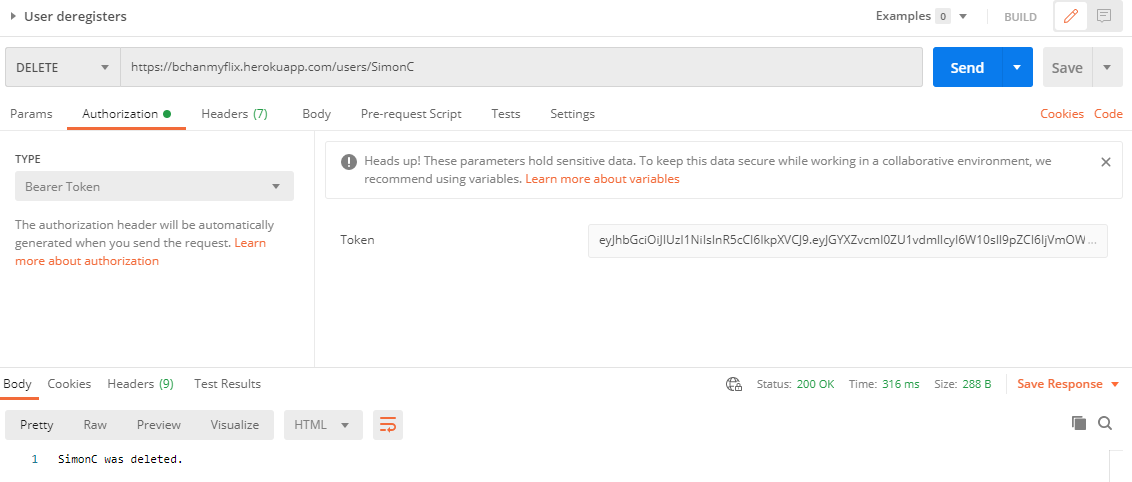 User deregisters
Examples 0
BUILD
DELETE
https://bchanmyflix.herokuapp.com/users/SimonC
Send
Save
Params
Authorization
Headers (7)
Body
Pre-request Script
Tests
Settings
Cookies
Code
TYPE
Bearer Token
The authorization header will be automatically
generated when you send the request. Learn
more about authorization
Heads up! These parameters hold sensitive data. To keep this data secure while working in a collaborative environment, we
recommend using variables. Learn more about variables
Token
eyJhbGciOiJIUzI1NiIsInR5cCI6IkpXVCJ9.eyJGYXZvcml0ZU1vdmllcyI6W10sIl9pZCI6IjVmOW ...
Body
Cookies
Headers (9)
Test Results
Status: 200 OK
Time: 316 ms
Size: 288 B
Save Response
Pretty
Raw
Preview
Visualize
HTML
1 SimonC was deleted.